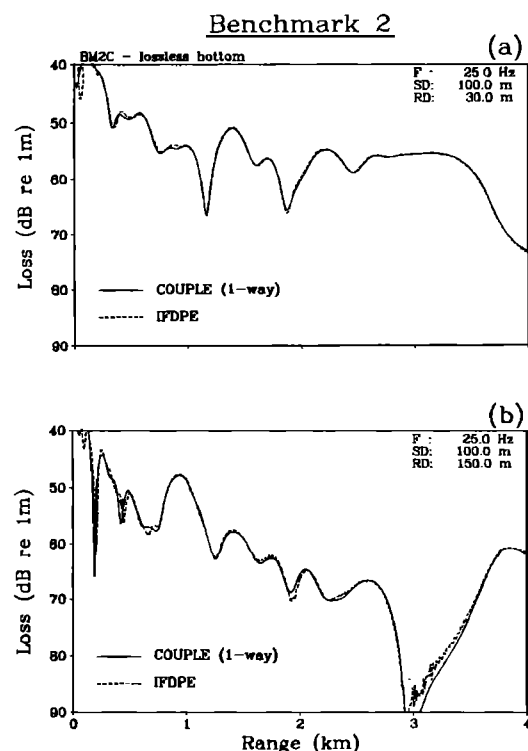 Benchmark 2
(a)
BM2C - lossless bottom
F : 25.0 Hz
SD: 100.0 m
RD: 30.0 m
40
50
60
70
80
90
Loss (dB re 1m)
COUPLE (1-way)
IFDPE
(b)
F : 25.0 Hz
SD: 100.0 m
RD: 150.0 m
40
50
60
70
80
90
Loss (dB re 1m)
COUPLE (1-way)
IFDPE
0 1 2 3 4
Range (km)